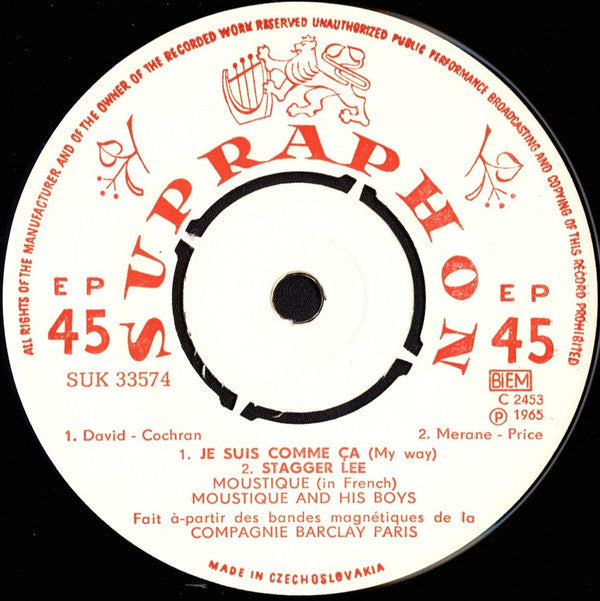 ALL RIGHTS OF THE MANUFACTURER AND OF THE OWNER OF THE RECORDED WORK RESERVED UNAUTHORIZED PUBLIC PERFORMANCE BROADCASTING AND COPYING OF THIS RECORD PROHIBITED
SUPRAPHON
EP
45
SUK 33574
EP
45
BIEM
C 2453
Ⓟ 1965
1. David - Cochran
2. Merane - Price
1. JE SUIS COMME ÇA (My way)
2. STAGGER LEE
MOUSTIQUE (in French)
MOUSTIQUE AND HIS BOYS
Fait à-partir des bandes magnétiques de la
COMPAGNIE BARCLAY PARIS
MADE IN CZECHOSLOVAKIA